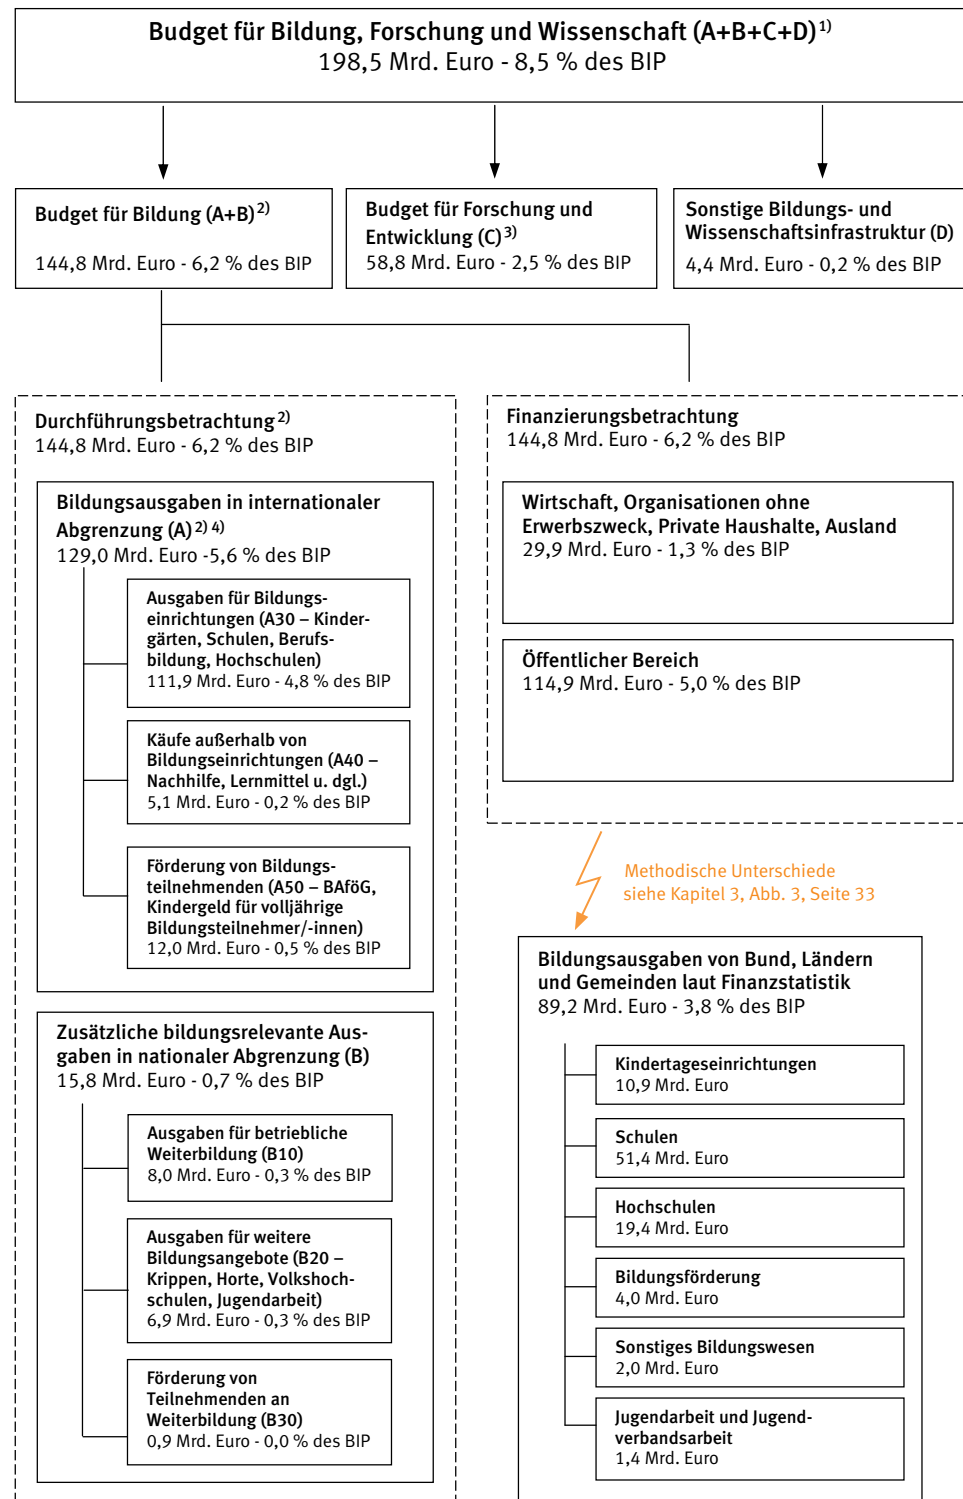 Budget für Bildung, Forschung und Wissenschaft (A+B+C+D)1)
198,5 Mrd. Euro - 8,5 % des BIP
Budget für Bildung (A+B)2)
144,8 Mrd. Euro - 6,2 % des BIP
Budget für Forschung und
Entwicklung (C)3)
58,8 Mrd. Euro - 2,5 % des BIP
Sonstige Bildungs- und
Wissenschaftsinfrastruktur (D)
4,4 Mrd. Euro - 0,2 % des BIP
Durchführungsbetrachtung2)
144,8 Mrd. Euro - 6,2 % des BIP
Bildungsausgaben in internationaler
Abgrenzung (A)2) 4)
129,0 Mrd. Euro -5,6 % des BIP
Ausgaben für Bildungs-
einrichtungen (A30 – Kinder-
gärten, Schulen, Berufs-
bildung, Hochschulen)
111,9 Mrd. Euro - 4,8 % des BIP
Käufe außerhalb von
Bildungseinrichtungen (A40 –
Nachhilfe, Lernmittel u. dgl.)
5,1 Mrd. Euro - 0,2 % des BIP
Förderung von Bildungs-
teilnehmenden (A50 – BAföG,
Kindergeld für volljährige
Bildungsteilnehmer/-innen)
12,0 Mrd. Euro - 0,5 % des BIP
Zusätzliche bildungsrelevante Aus-
gaben in nationaler Abgrenzung (B)
15,8 Mrd. Euro - 0,7 % des BIP
Ausgaben für betriebliche
Weiterbildung (B10)
8,0 Mrd. Euro - 0,3 % des BIP
Ausgaben für weitere
Bildungsangebote (B20 –
Krippen, Horte, Volkshoch-
schulen, Jugendarbeit)
6,9 Mrd. Euro - 0,3 % des BIP
Förderung von
Teilnehmenden an
Weiterbildung (B30)
0,9 Mrd. Euro - 0,0 % des BIP
Finanzierungsbetrachtung
144,8 Mrd. Euro - 6,2 % des BIP
Wirtschaft, Organisationen ohne
Erwerbszweck, Private Haushalte, Ausland
29,9 Mrd. Euro - 1,3 % des BIP
Öffentlicher Bereich
114,9 Mrd. Euro - 5,0 % des BIP
Methodische Unterschiede
siehe Kapitel 3, Abb. 3, Seite 33
Bildungsausgaben von Bund, Ländern
und Gemeinden laut Finanzstatistik
89,2 Mrd. Euro - 3,8 % des BIP
Kindertageseinrichtungen
10,9 Mrd. Euro
Schulen
51,4 Mrd. Euro
Hochschulen
19,4 Mrd. Euro
Bildungsförderung
4,0 Mrd. Euro
Sonstiges Bildungswesen
2,0 Mrd. Euro
Jugendarbeit und Jugend-
verbandsarbeit
1,4 Mrd. Euro